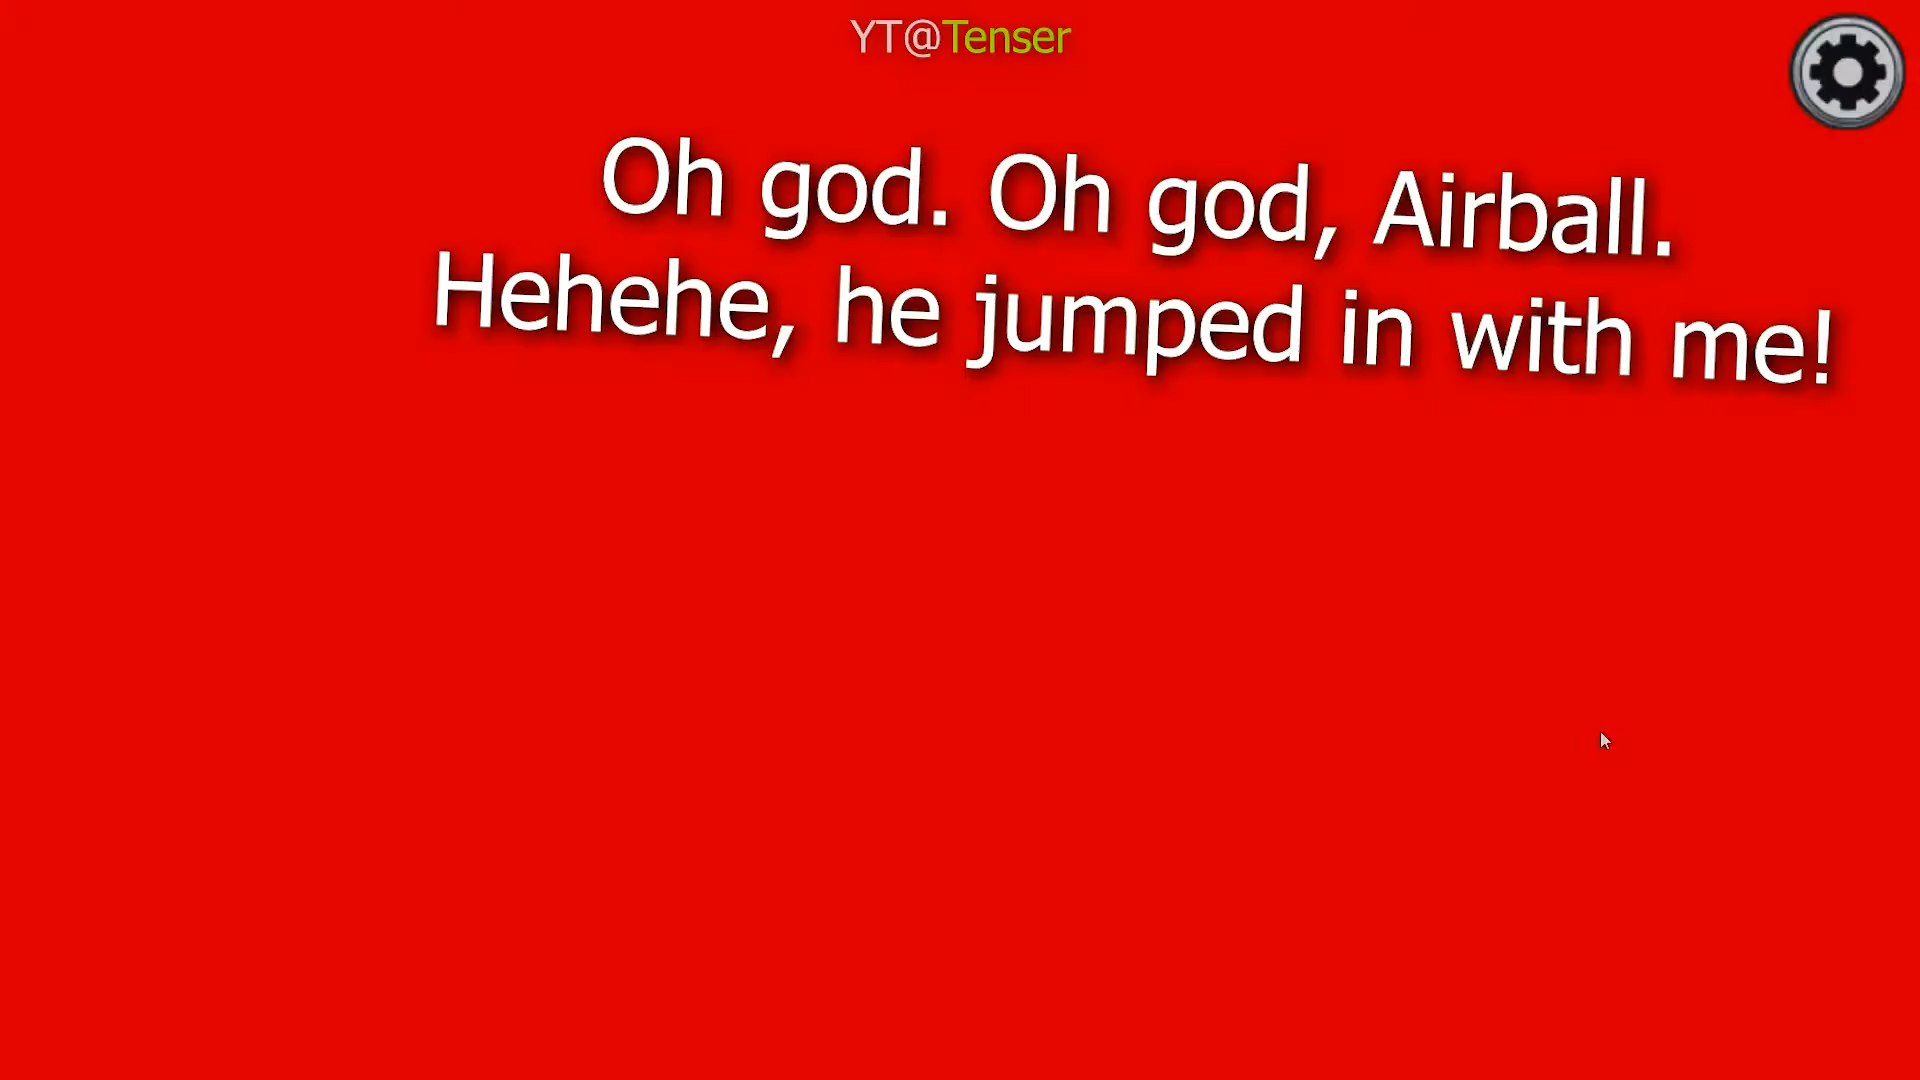 YT@Tenser
Oh god. Oh god, Airball.
Hehehe, he jumped in with me!